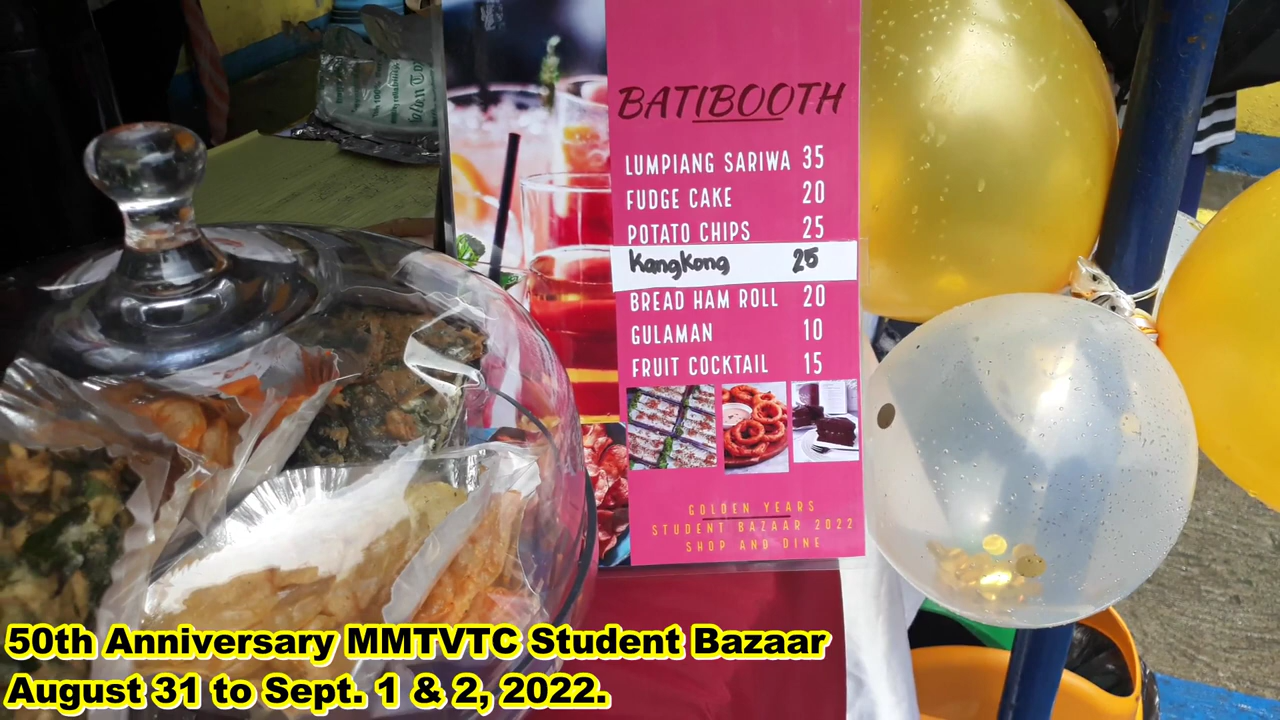 BATIBOOTH
LUMPIANG SARIWA 35
FUDGE CAKE 20
POTATO CHIPS 25
Kangkong 25
BREAD HAM ROLL 20
GULAMAN 10
FRUIT COCKTAIL 15
GOLDEN YEARS
STUDENT BAZAAR 2022
SHOP AND DINE
50th Anniversary MMTVTC Student Bazaar
August 31 to Sept. 1 & 2, 2022.